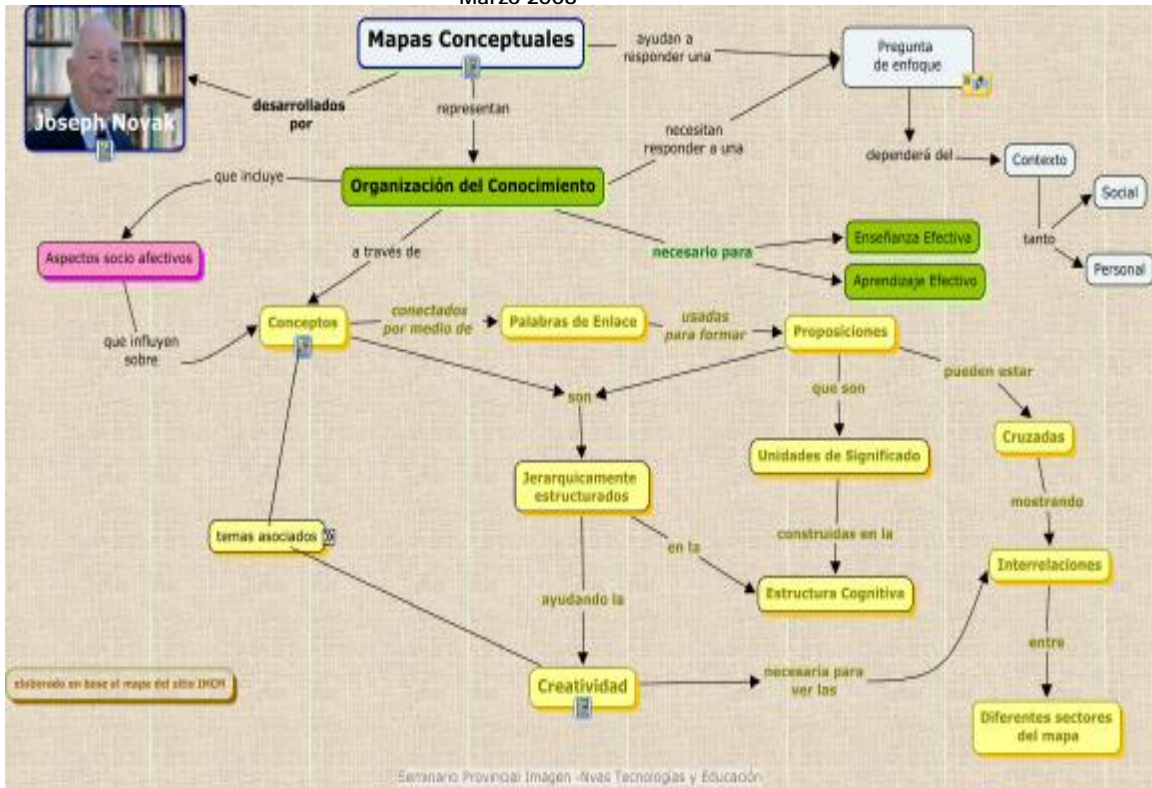 Marzo 2008
Mapas Conceptuales
ayudan a
responder una
Pregunta
de enfoque
Joseph Novak
desarrollados
por
representan
necesitan
responder a una
dependerá del
Contexto
Social
tanto
Personal
que incluye
Organización del Conocimiento
Aspectos socio afectivos
a través de
necesario para
Enseñanza Efectiva
Aprendizaje Efectivo
que influyen
sobre
Conceptos
conectados
por medio de
Palabras de Enlace
usadas
para formar
Proposiciones
pueden estar
son
que son
Cruzadas
Jerarquicamente
estructurados
Unidades de Significado
mostrando
temas asociados
en la
construidas en la
Interrelaciones
ayudando la
Estructura Cognitiva
entre
Creatividad
necesaria para
ver las
Diferentes sectores
del mapa
elaborado en base al mapa del sitio IHCM
Seminario Provincial Imagen -Nvas Tecnologías y Educación